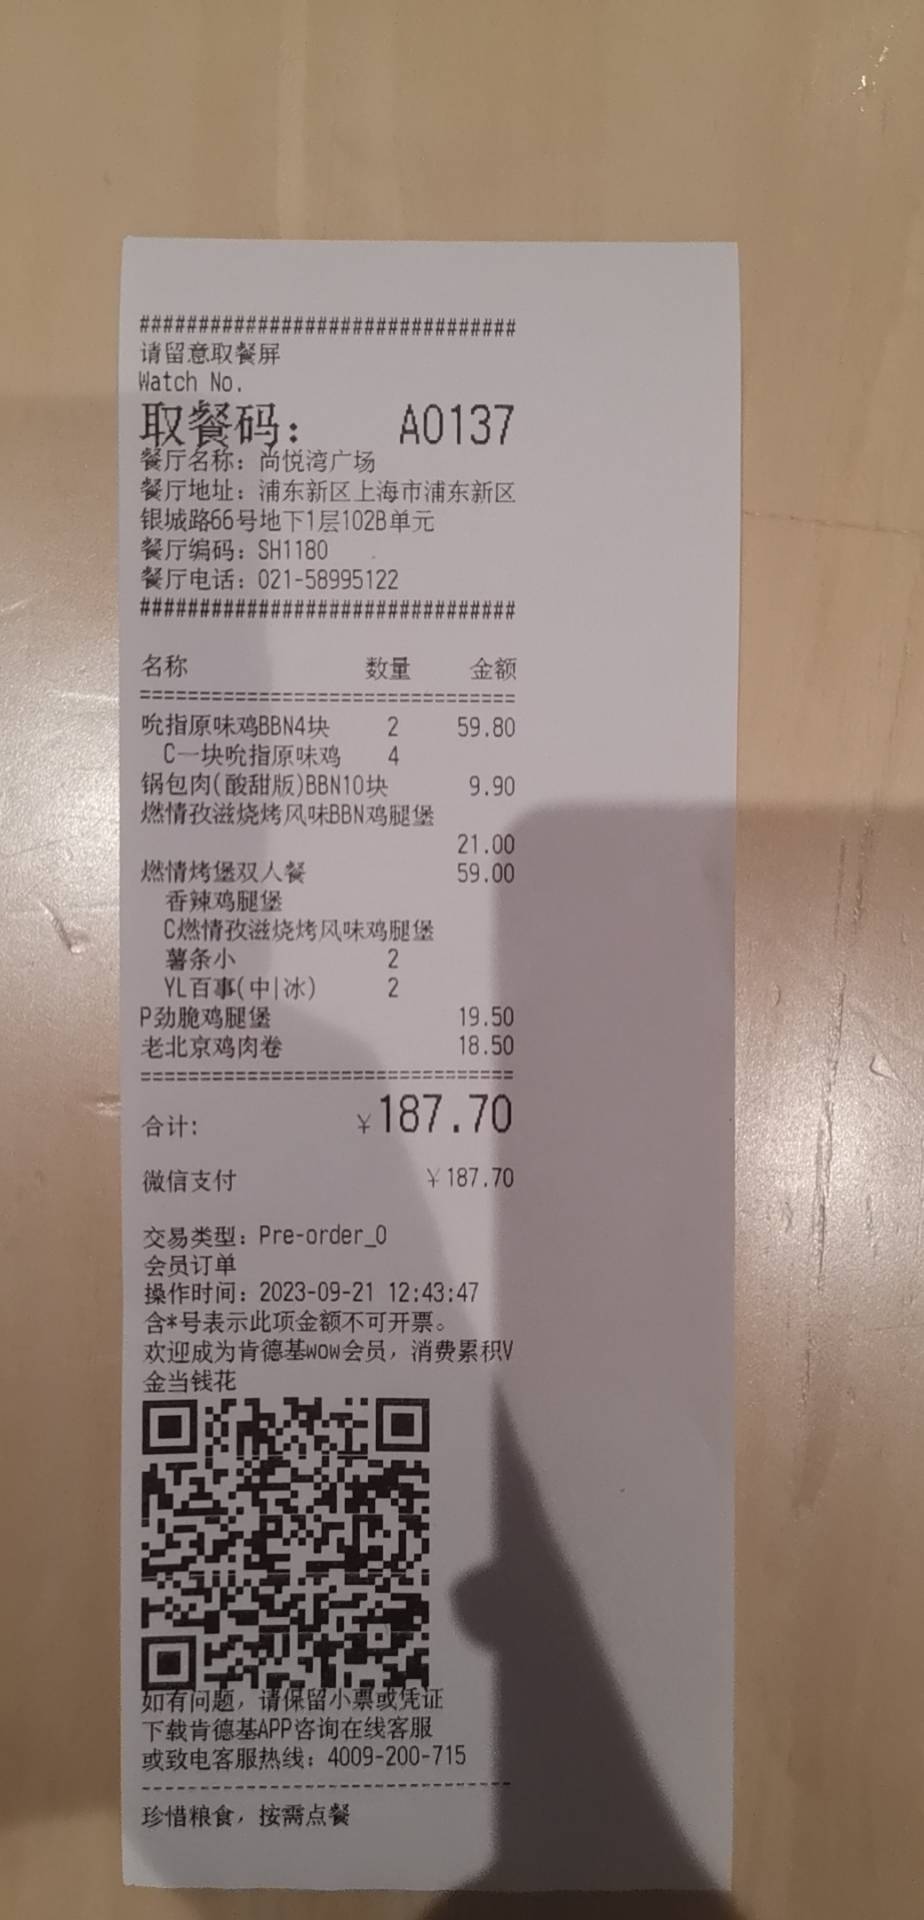 ################################
请留意取餐屏
Watch No.
取餐码： A0137
餐厅名称：尚悦湾广场
餐厅地址：浦东新区上海市浦东新区
银城路66号地下1层102B单元
餐厅编码：SH1180
餐厅电话：021-58995122
################################
名称 数量 金额
================================
吮指原味鸡BBN4块 2 59.80
C一块吮指原味鸡 4
锅包肉(酸甜版)BBN10块 9.90
燃情孜滋烧烤风味BBN鸡腿堡
21.00
燃情烤堡双人餐 59.00
香辣鸡腿堡
C燃情孜滋烧烤风味鸡腿堡
薯条小 2
YL百事(中|冰) 2
P劲脆鸡腿堡 19.50
老北京鸡肉卷 18.50
================================
合计: ¥187.70
微信支付 ¥187.70
交易类型：Pre-order_0
会员订单
操作时间：2023-09-21 12:43:47
含*号表示此项金额不可开票。
欢迎成为肯德基wow会员，消费累积V
金当钱花
如有问题，请保留小票或凭证
下载肯德基APP咨询在线客服
或致电客服热线：4009-200-715
--------------------------------
珍惜粮食，按需点餐